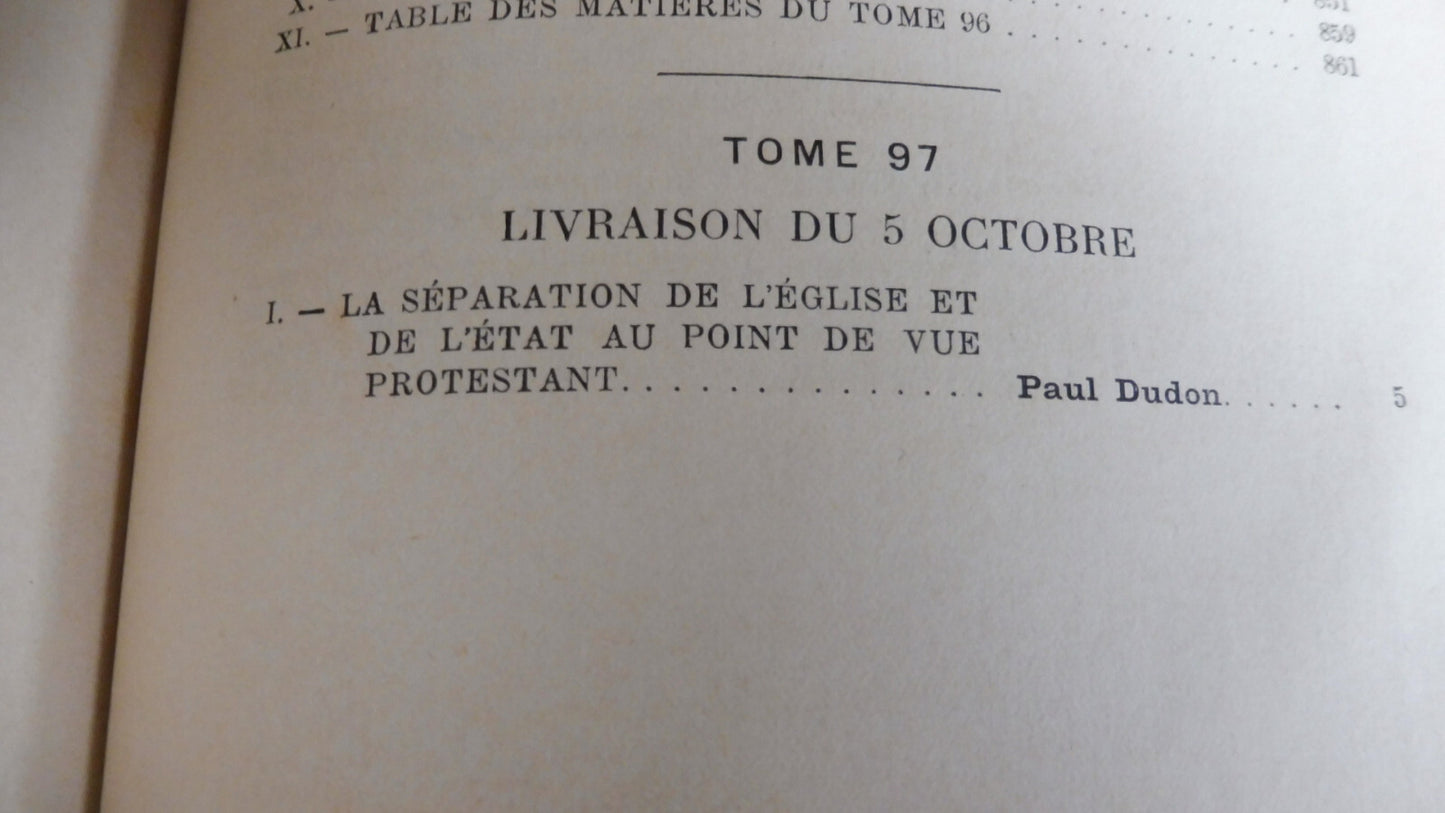 X. —
XI. — TABLE DES MATIÈRES DU TOME 96 . . . . . . . . . . . . . 859
861
TOME 97
LIVRAISON DU 5 OCTOBRE
I. — LA SÉPARATION DE L'ÉGLISE ET
DE L'ÉTAT AU POINT DE VUE
PROTESTANT. . . . . . . . . . . . . . . Paul Dudon. . . . . . 5